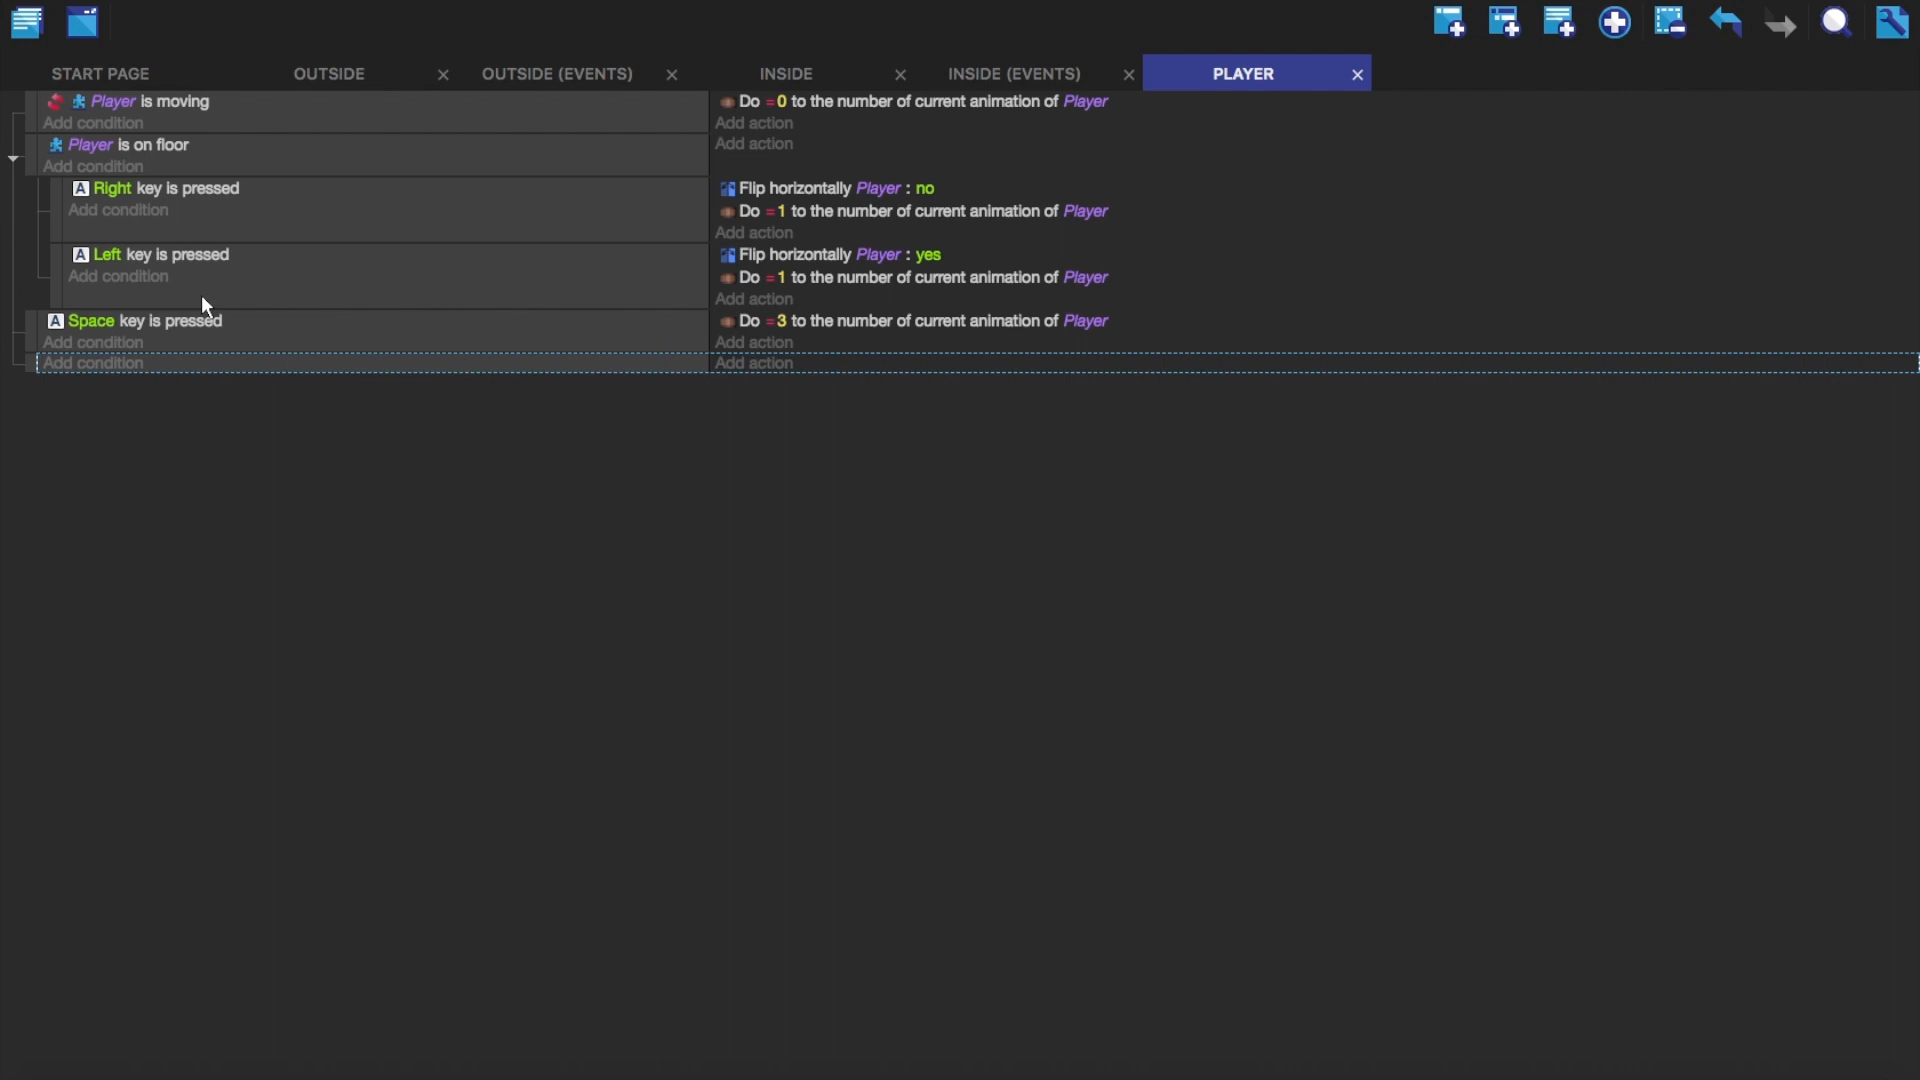 START PAGE
OUTSIDE
OUTSIDE (EVENTS)
INSIDE
INSIDE (EVENTS)
PLAYER
Player is moving
Do =0 to the number of current animation of Player
Add condition
Add action
Player is on floor
Add action
Add condition
A Right key is pressed
Flip horizontally Player : no
Add condition
Do =1 to the number of current animation of Player
Add action
A Left key is pressed
Flip horizontally Player : yes
Add condition
Do =1 to the number of current animation of Player
Add action
A Space key is pressed
Do =3 to the number of current animation of Player
Add condition
Add action
Add condition
Add action